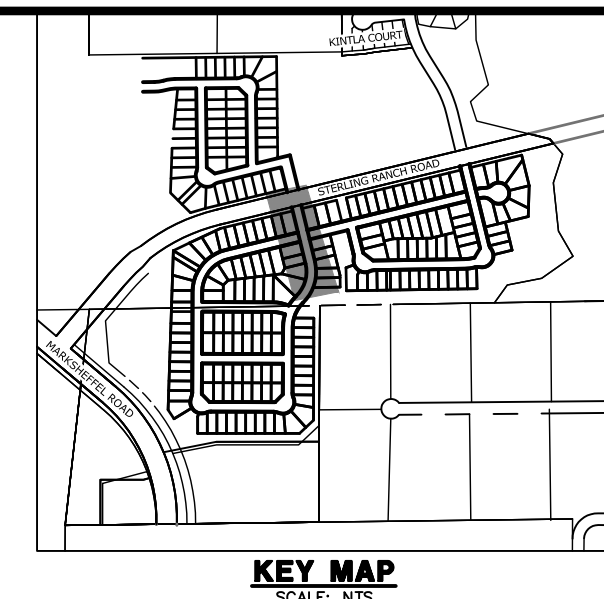 KINTLA COURT
STERLING RANCH ROAD
MARKSHEFFEL ROAD
KEY MAP
SCALE: NTS